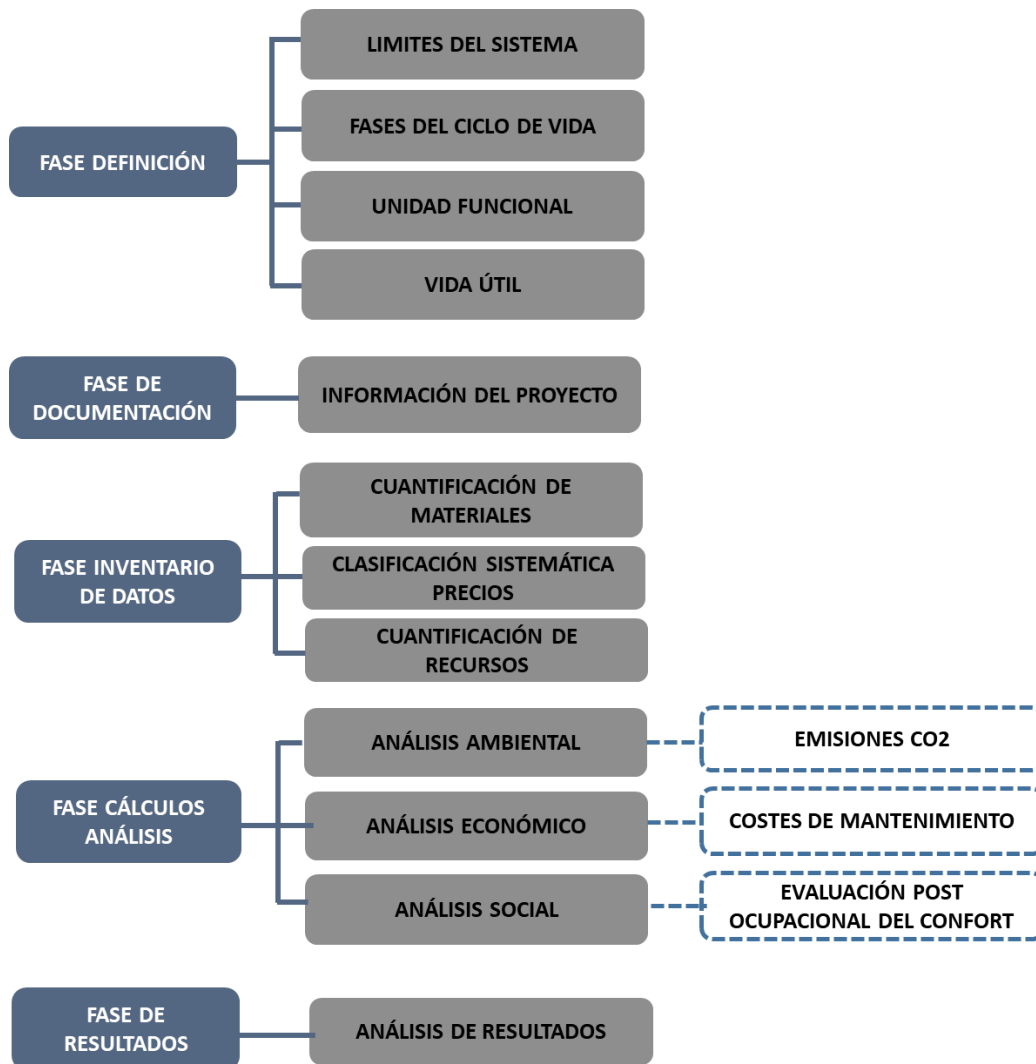 LIMITES DEL SISTEMA
FASES DEL CICLO DE VIDA
FASE DEFINICIÓN
UNIDAD FUNCIONAL
VIDA ÚTIL
FASE DE
DOCUMENTACIÓN
INFORMACIÓN DEL PROYECTO
CUANTIFICACIÓN DE
MATERIALES
FASE INVENTARIO
DE DATOS
CLASIFICACIÓN SISTEMÁTICA
PRECIOS
CUANTIFICACIÓN DE
RECURSOS
ANÁLISIS AMBIENTAL
EMISIONES CO2
FASE CÁLCULOS
ANÁLISIS
ANÁLISIS ECONÓMICO
COSTES DE MANTENIMIENTO
ANÁLISIS SOCIAL
EVALUACIÓN POST
OCUPACIONAL DEL CONFORT
FASE DE
RESULTADOS
ANÁLISIS DE RESULTADOS